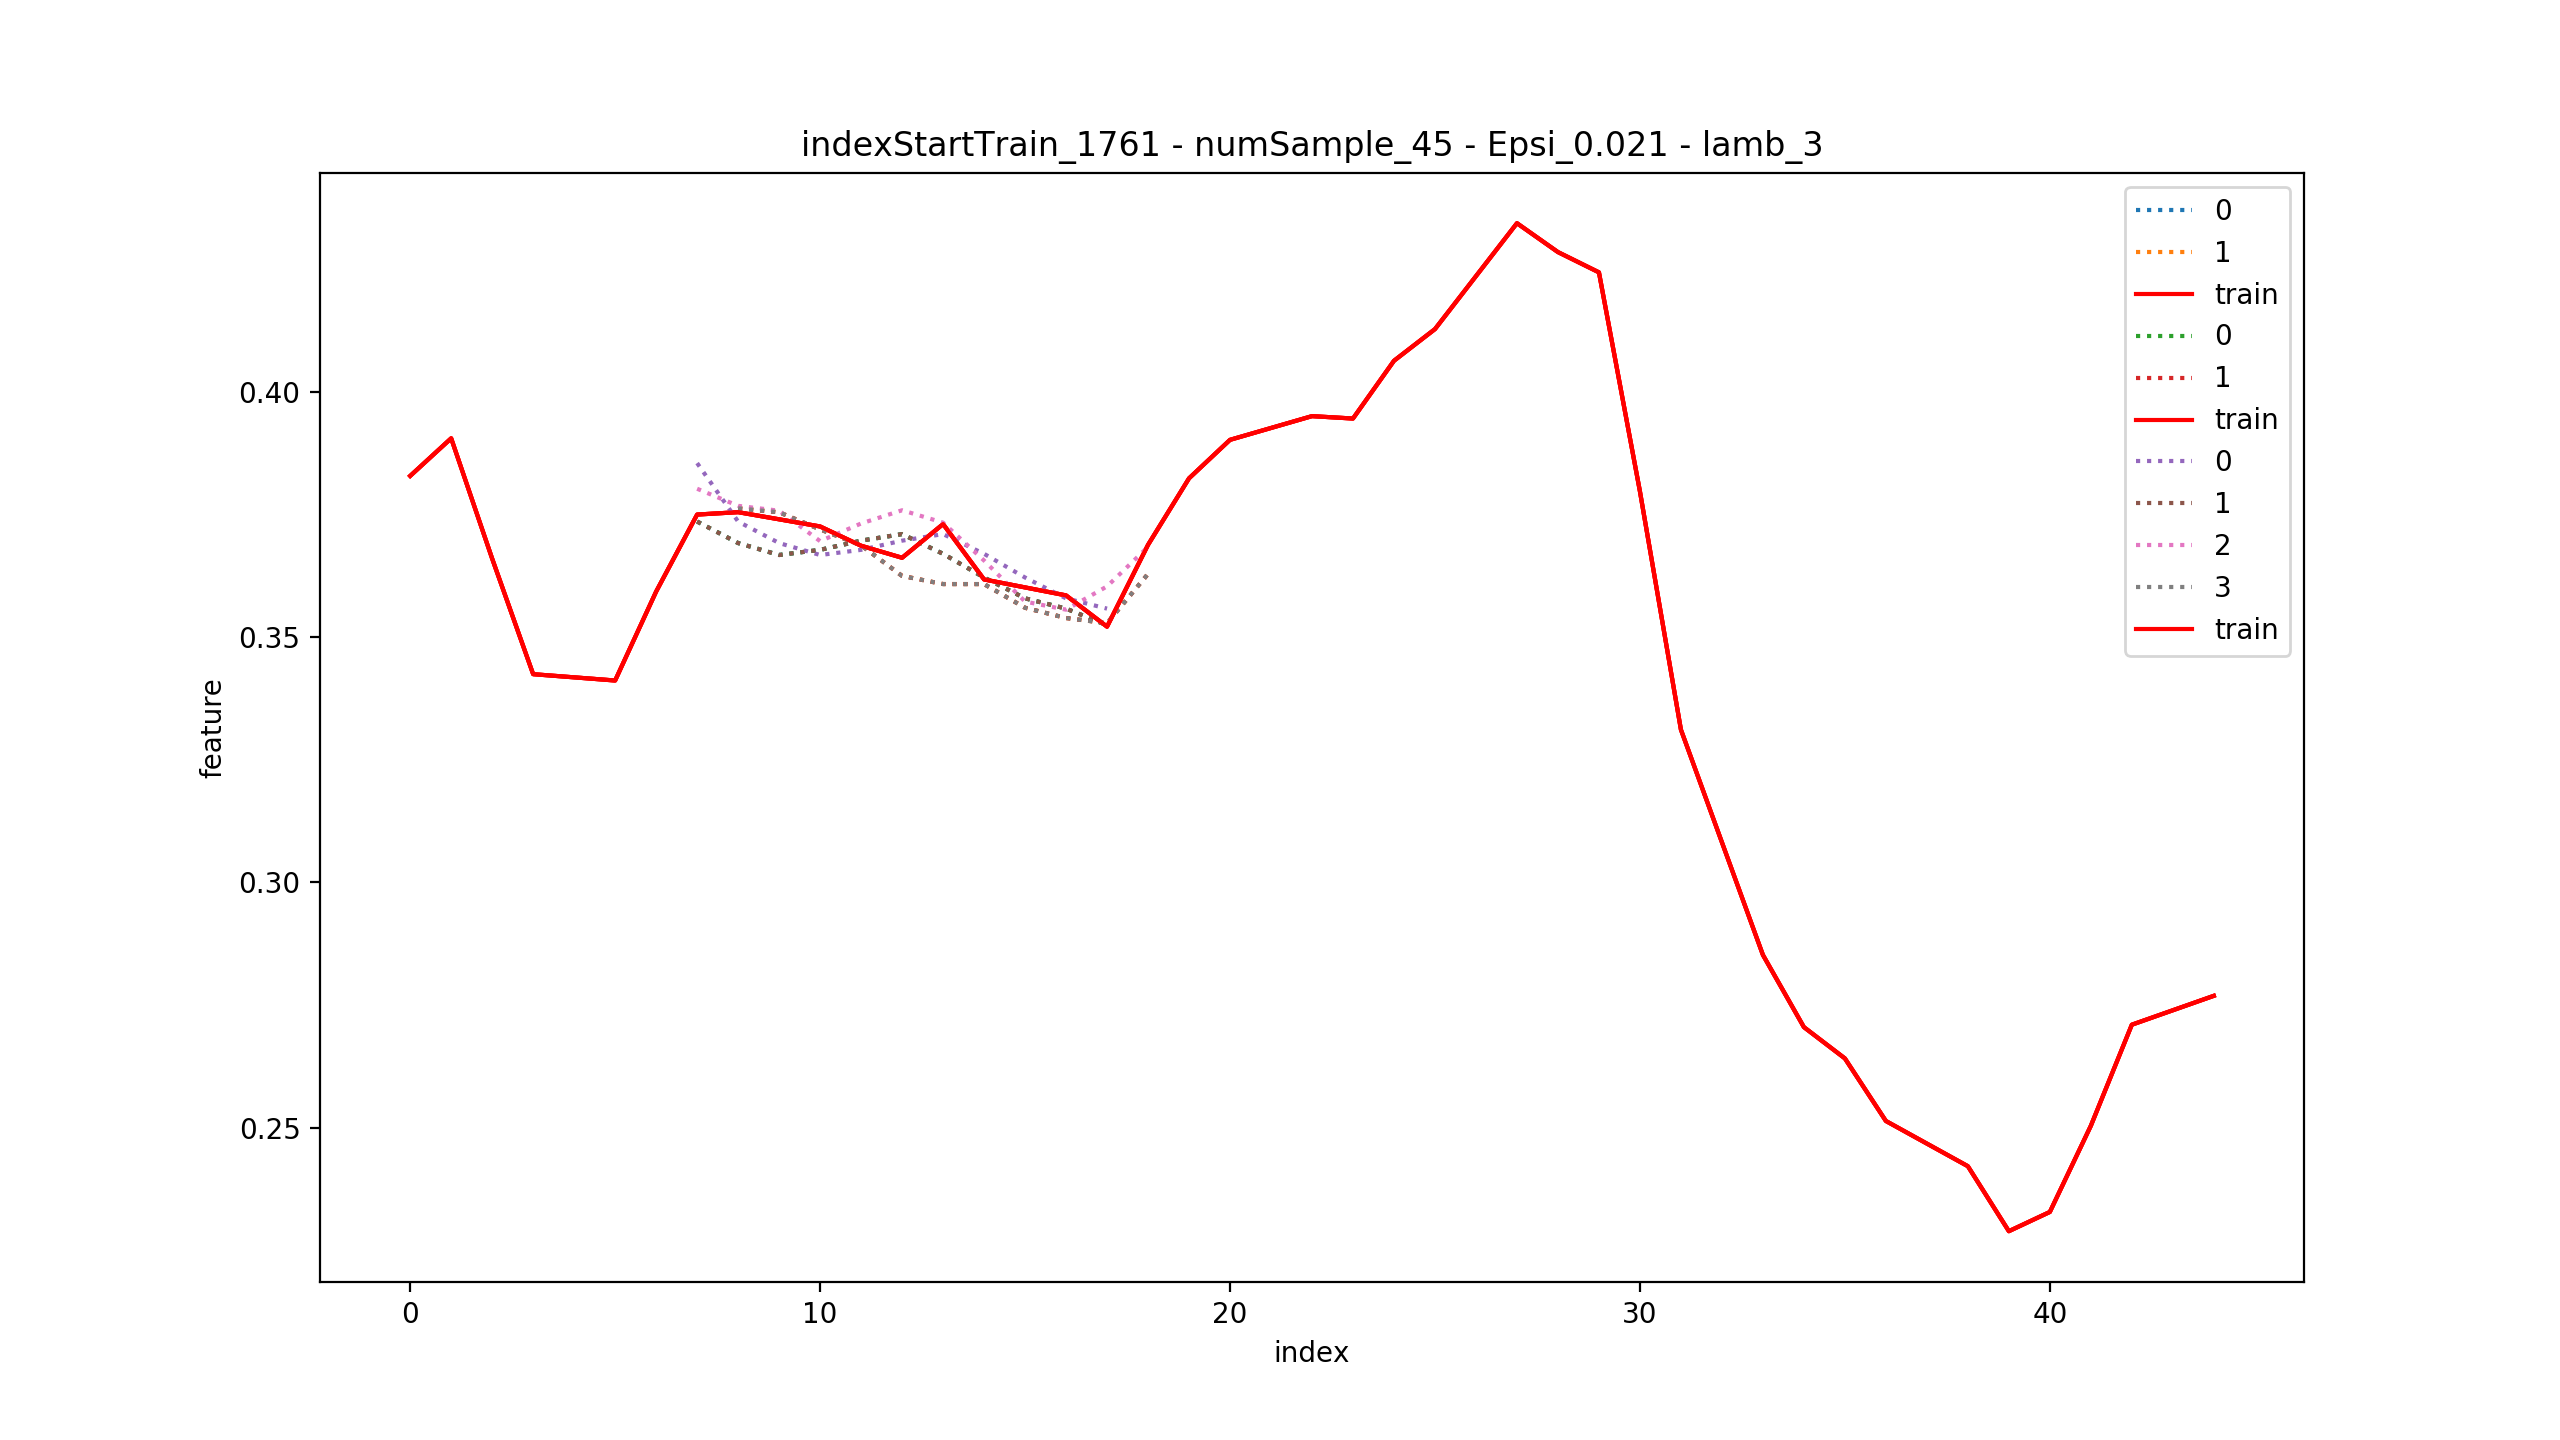 indexStartTrain_1761 - numSample_45 - Epsi_0.021 - lamb_3
0
1
train
0
1
train
0
1
2
3
train
0.40
0.35
0.30
0.25
feature
0
10
20
30
40
index